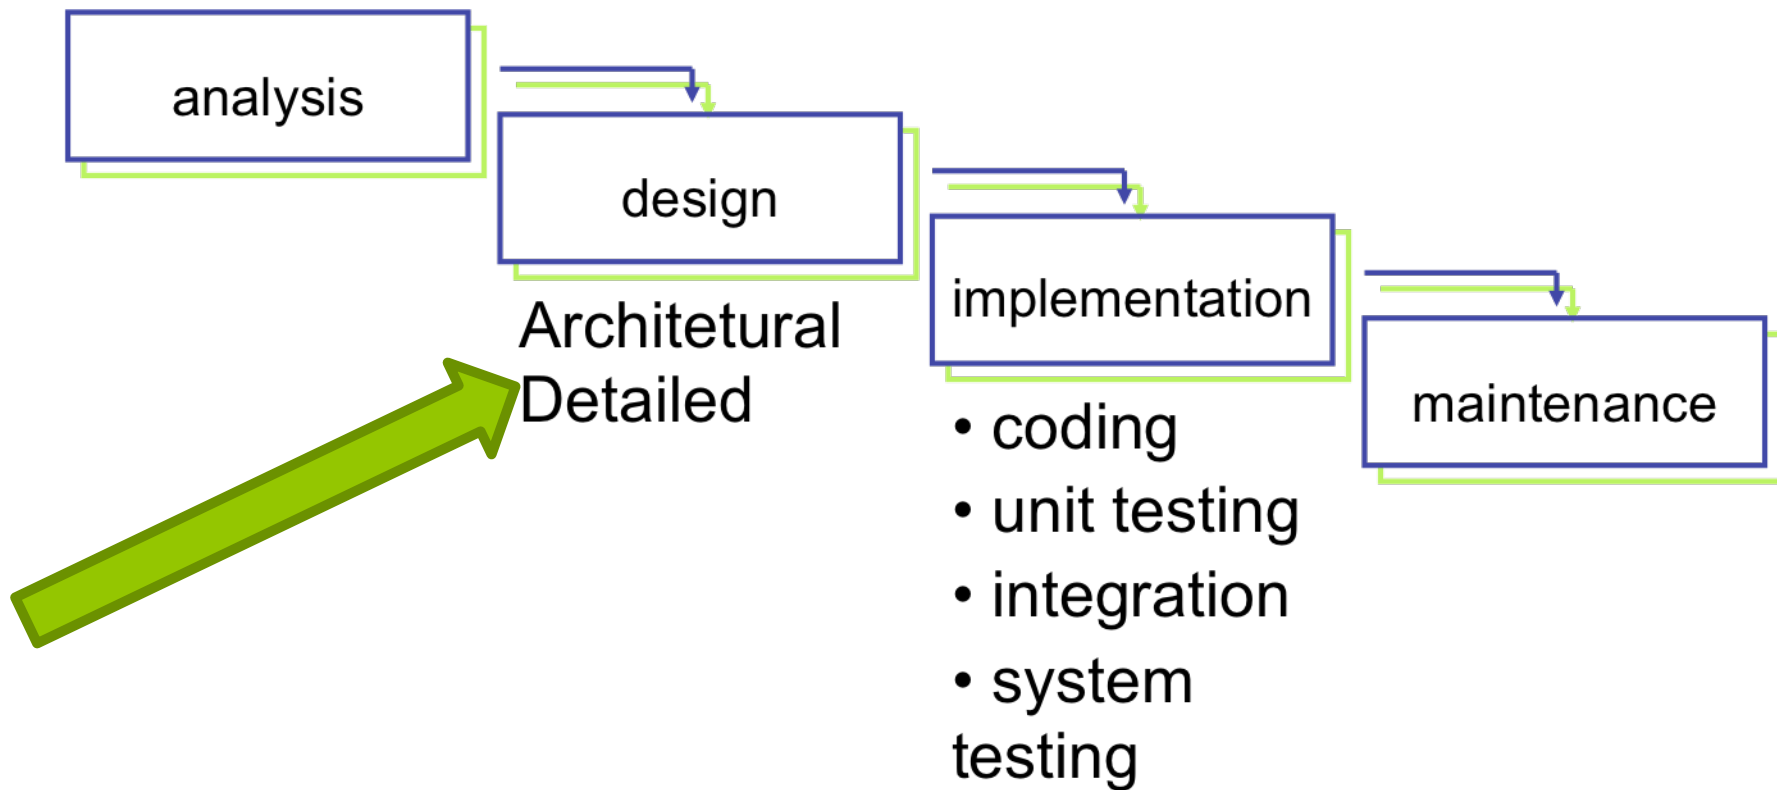 analysis
design
Architetural
Detailed
implementation
• coding
• unit testing
• integration
• system
testing
maintenance